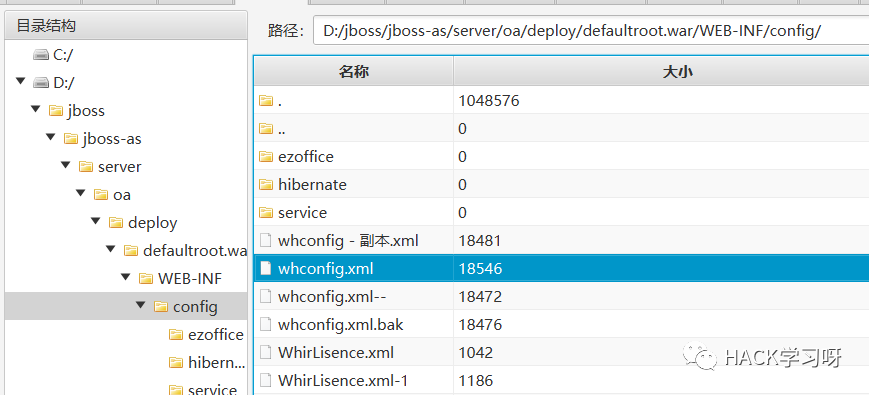 目录结构
C:/
D:/
jboss
jboss-as
server
oa
deploy
defaultroot.wa
WEB-INF
config
ezoffice
hibern...
service
路径: D:/jboss/jboss-as/server/oa/deploy/defaultroot.war/WEB-INF/config/
名称 大小
. 1048576
.. 0
ezoffice 0
hibernate 0
service 0
whconfig - 副本.xml 18481
whconfig.xml 18546
whconfig.xml-- 18472
whconfig.xml.bak 18476
WhirLisence.xml 1042
WhirLisence.xml-1 1186
HACK学习呀